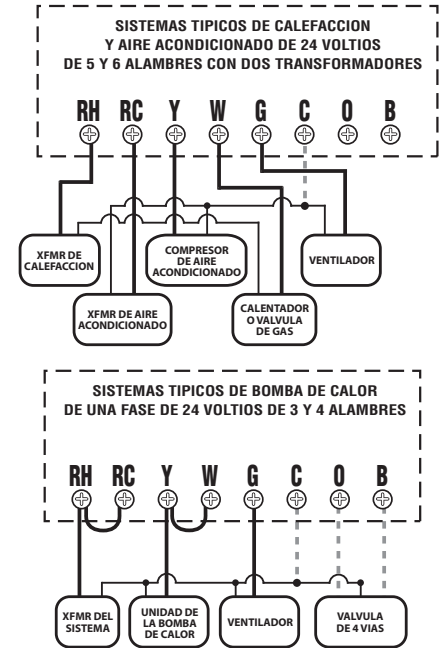 SISTEMAS TIPICOS DE CALEFACCION
Y AIRE ACONDICIONADO DE 24 VOLTIOS
DE 5 Y 6 ALAMBRES CON DOS TRANSFORMADORES
RH RC Y W G C O B
XFMR DE
CALEFACCION
COMPRESOR
DE AIRE
ACONDICIONADO
VENTILADOR
XFMR DE AIRE
ACONDICIONADO
CALENTADOR
O VALVULA
DE GAS
SISTEMAS TIPICOS DE BOMBA DE CALOR
DE UNA FASE DE 24 VOLTIOS DE 3 Y 4 ALAMBRES
RH RC Y W G C O B
XFMR DEL
SISTEMA
UNIDAD DE
LA BOMBA
DE CALOR
VENTILADOR
VALVULA
DE 4 VIAS